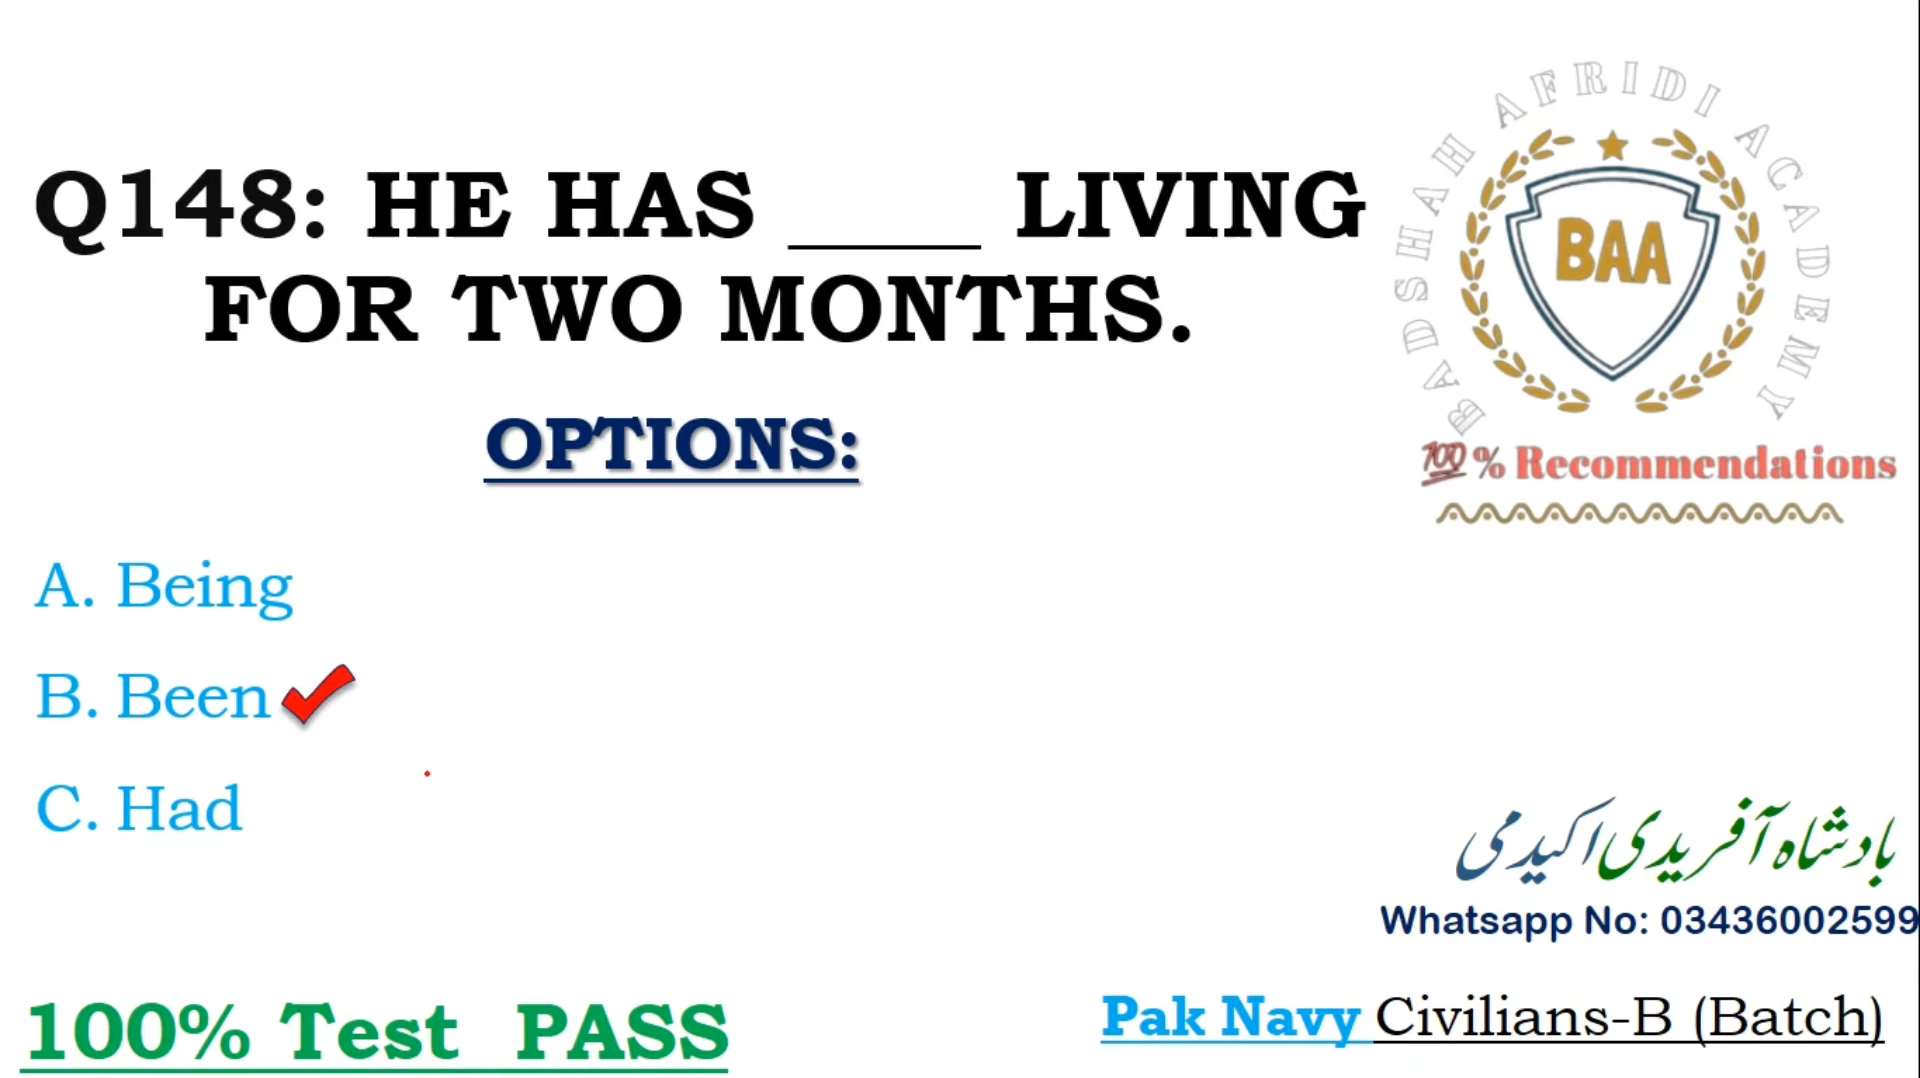 Q148: HE HAS ____ LIVING
FOR TWO MONTHS.
OPTIONS:
A. Being
B. Been
C. Had
BADSHAH AFRIDI ACADEMY
BAA
100% Recommendations
بادشاہ آفریدی اکیڈمی
Whatsapp No: 03436002599
100% Test PASS
Pak Navy Civilians-B (Batch)